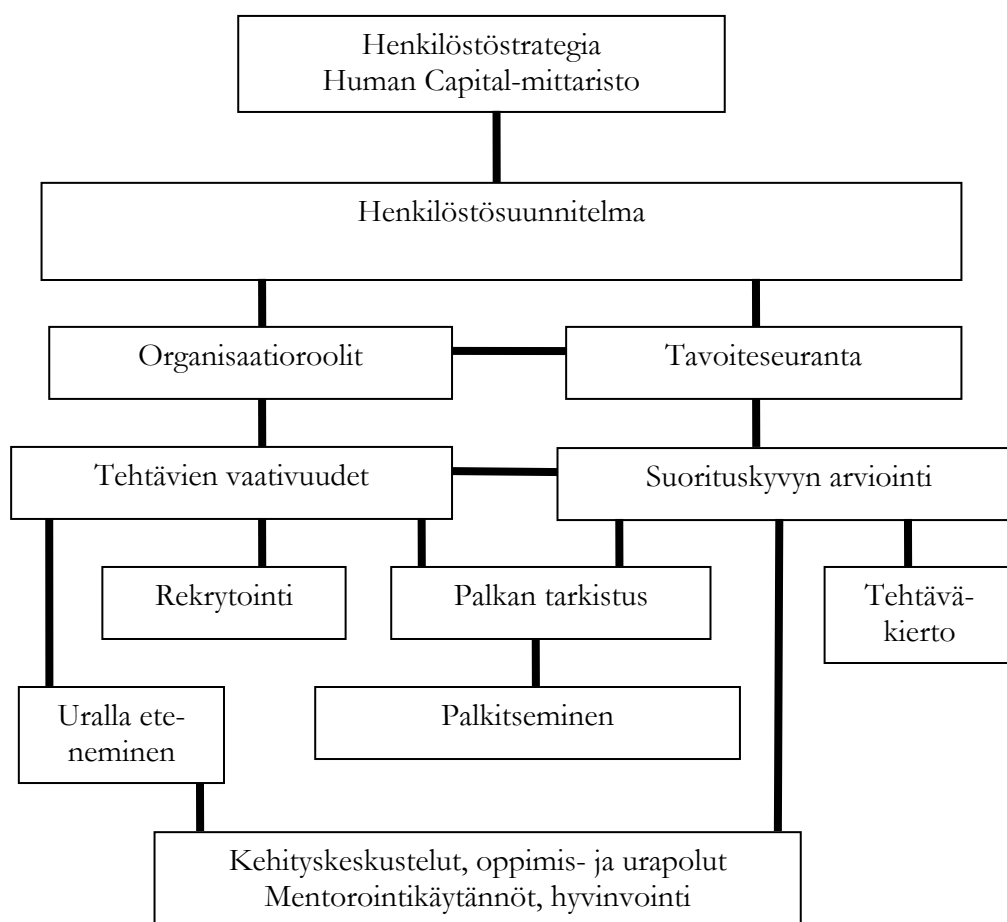 Henkilöstöstrategia
Human Capital-mittaristo
Henkilöstösuunnitelma
Organisaatioroolit
Tavoiteseuranta
Tehtävien vaativuudet
Suorituskyvyn arviointi
Rekrytointi
Palkan tarkistus
Tehtävä-
kierto
Uralla ete-
neminen
Palkitseminen
Kehityskeskustelut, oppimis- ja urapolut
Mentorointikäytännöt, hyvinvointi